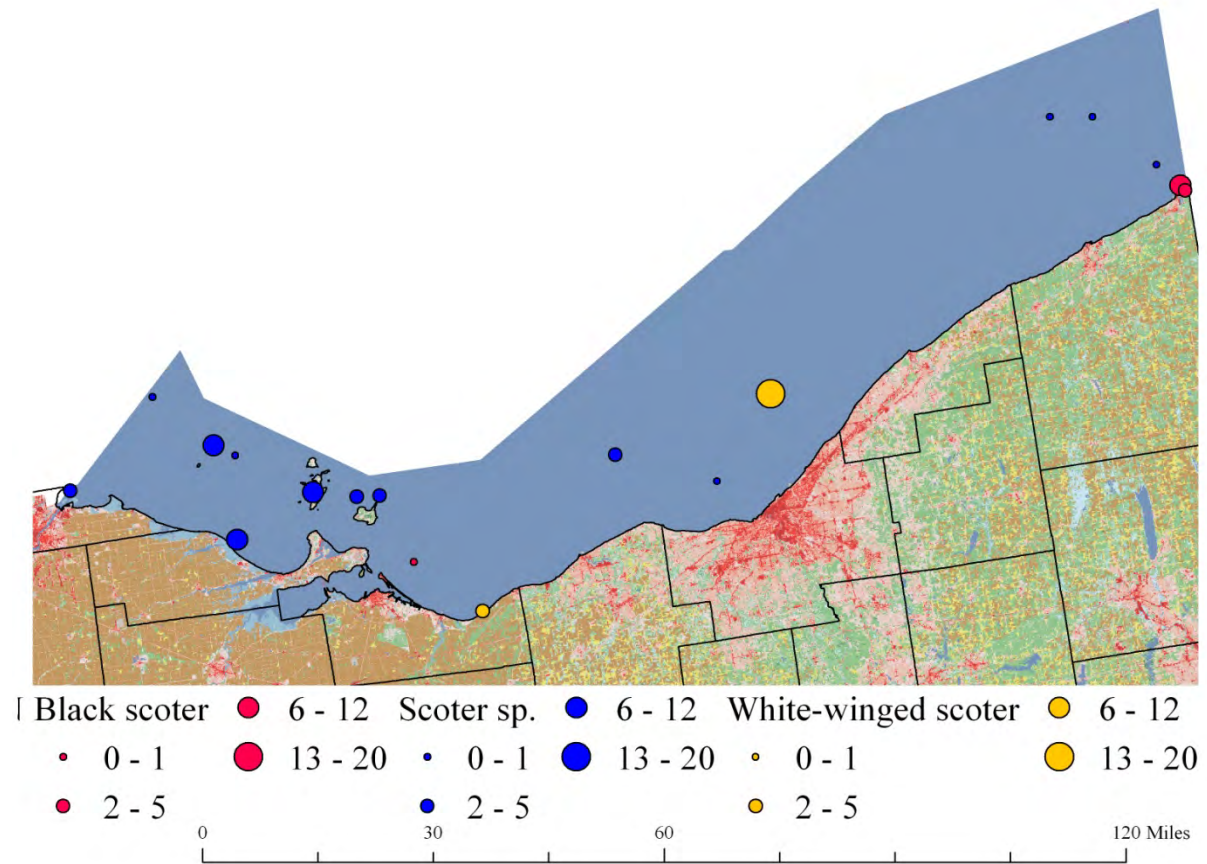 Black scoter 6 - 12 Scoter sp. 6 - 12 White-winged scoter 6 - 12
0 - 1 13 - 20 0 - 1 13 - 20 0 - 1 13 - 20
2 - 5 2 - 5 2 - 5
0 30 60 120 Miles